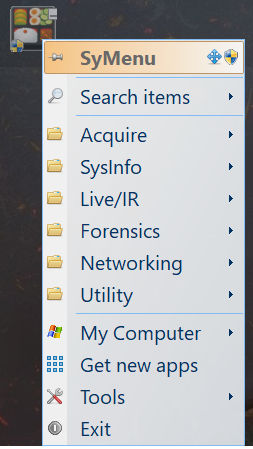 SyMenu
Search items
Acquire
SysInfo
Live/IR
Forensics
Networking
Utility
My Computer
Get new apps
Tools
Exit